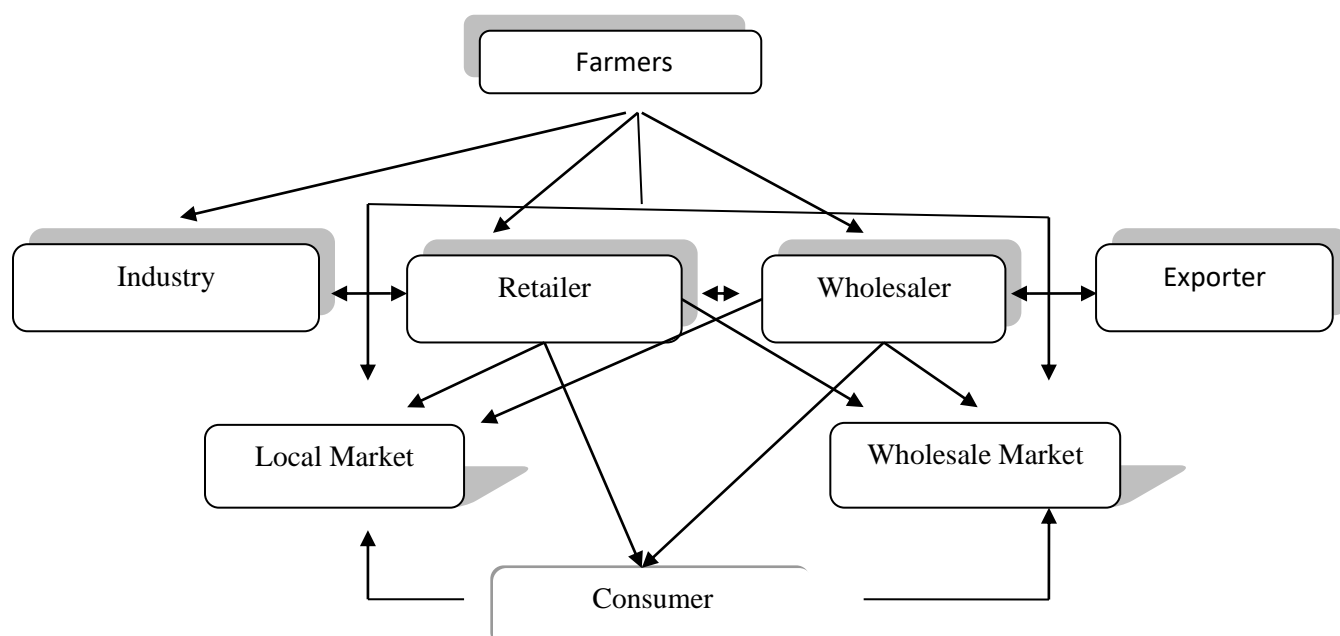 Farmers
Industry
Retailer
Wholesaler
Exporter
Local Market
Wholesale Market
Consumer